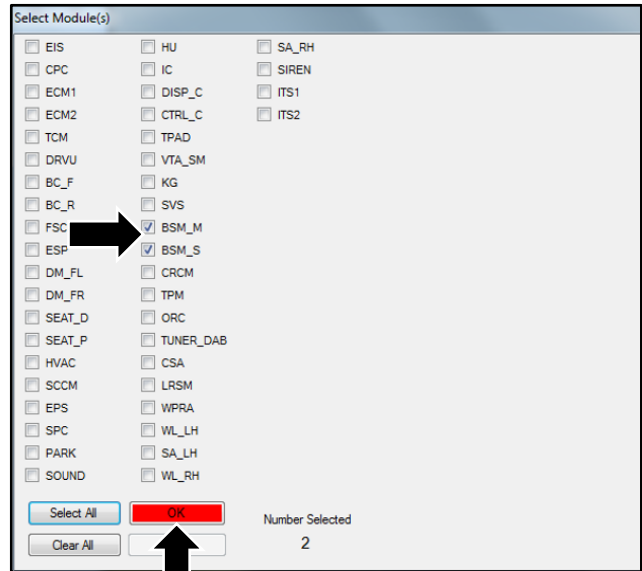 Select Module(s)
EIS
CPC
ECM1
ECM2
TCM
DRVU
BC_F
BC_R
FSC
ESP
DM_FL
DM_FR
SEAT_D
SEAT_P
HVAC
SCCM
EPS
SPC
PARK
SOUND
HU
IC
DISP_C
CTRL_C
TPAD
VTA_SM
KG
SVS
BSM_M
BSM_S
CRCM
TPM
ORC
TUNER_DAB
CSA
LRSM
WPRA
WL_LH
SA_LH
WL_RH
SA_RH
SIREN
ITS1
ITS2
Select All
OK
Clear All
Number Selected
2